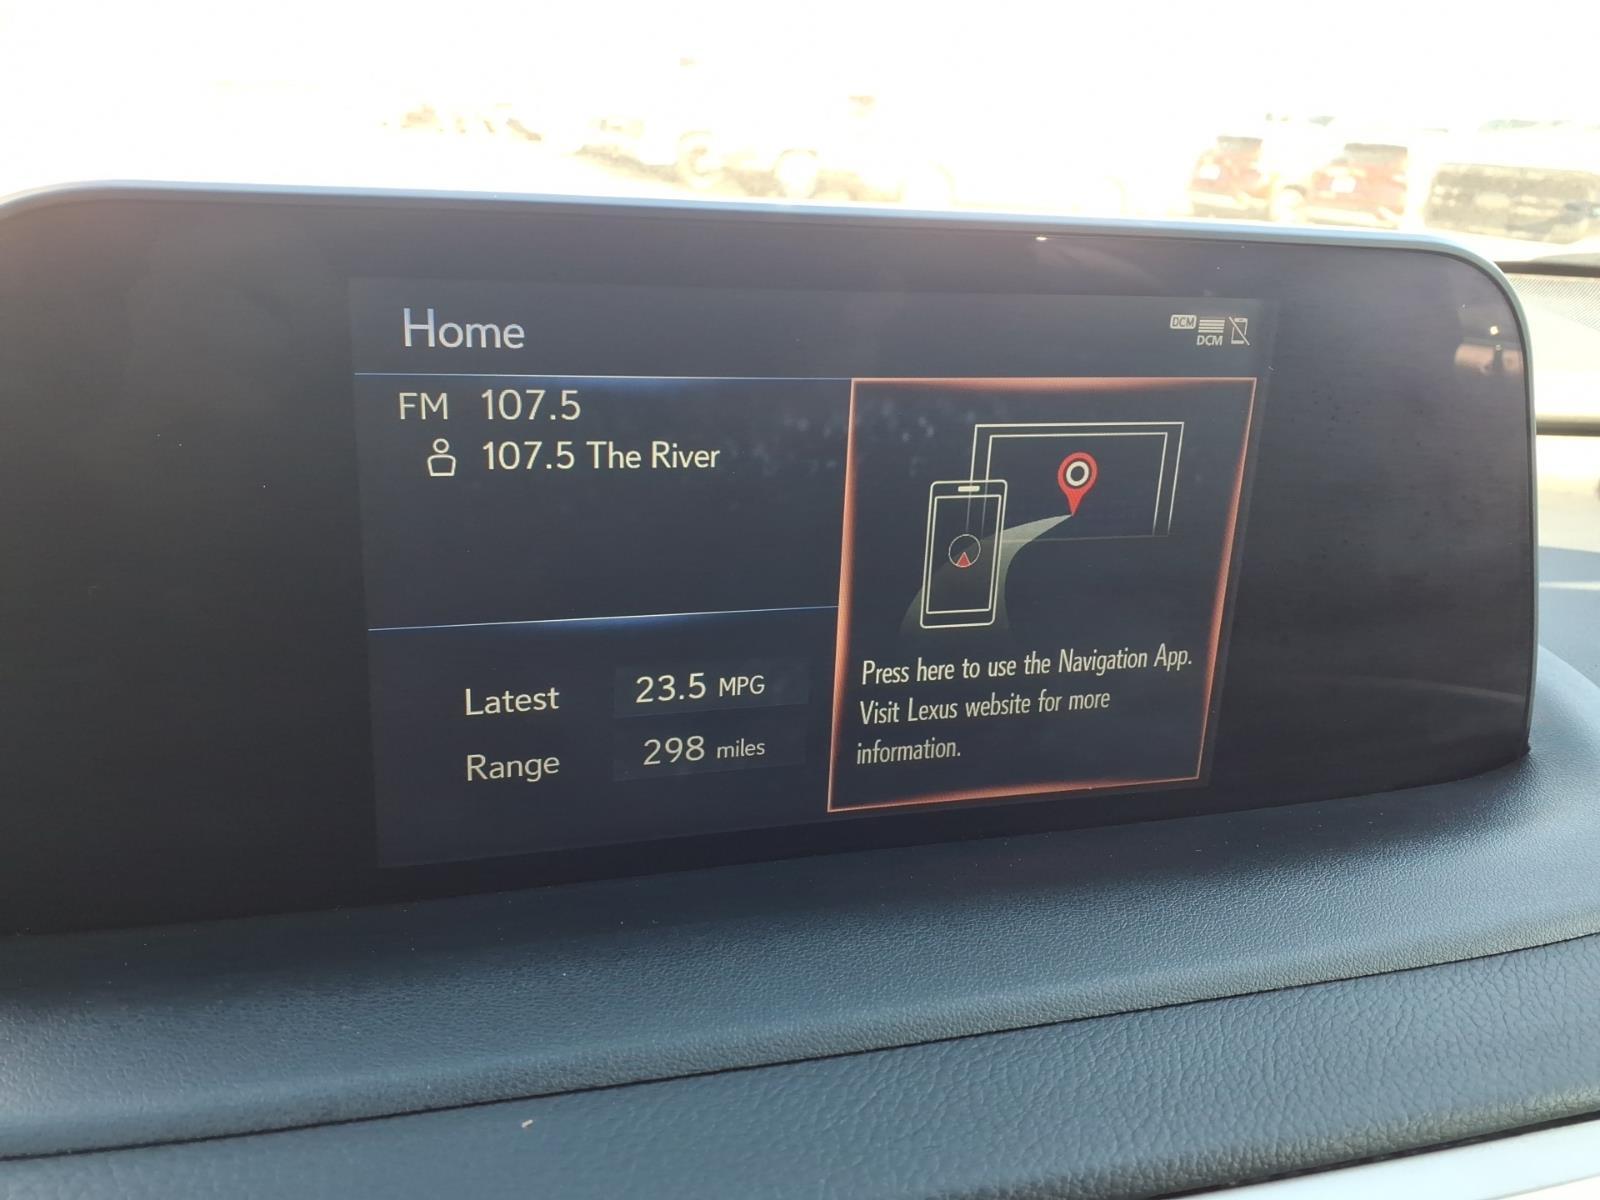 Home
DCM
DCM
FM 107.5
107.5 The River
Latest 23.5 MPG
Range 298 miles
Press here to use the Navigation App.
Visit Lexus website for more
information.